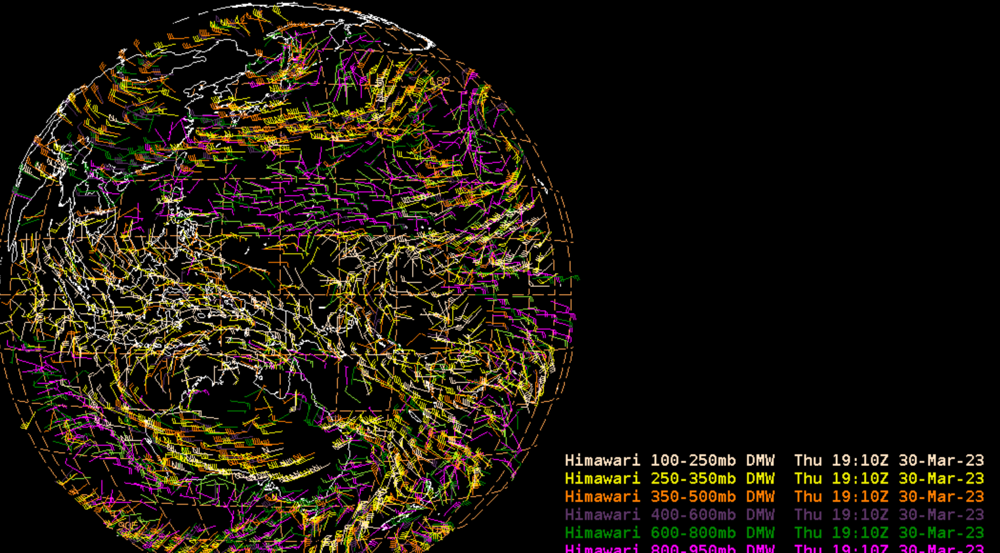 180
Himawari 100-250mb DMW Thu 19:10Z 30-Mar-23
Himawari 250-350mb DMW Thu 19:10Z 30-Mar-23
Himawari 350-500mb DMW Thu 19:10Z 30-Mar-23
Himawari 400-600mb DMW Thu 19:10Z 30-Mar-23
Himawari 600-800mb DMW Thu 19:10Z 30-Mar-23
90E
Himawari 800-950mb DMW Thu 19:10Z 30-Mar-23